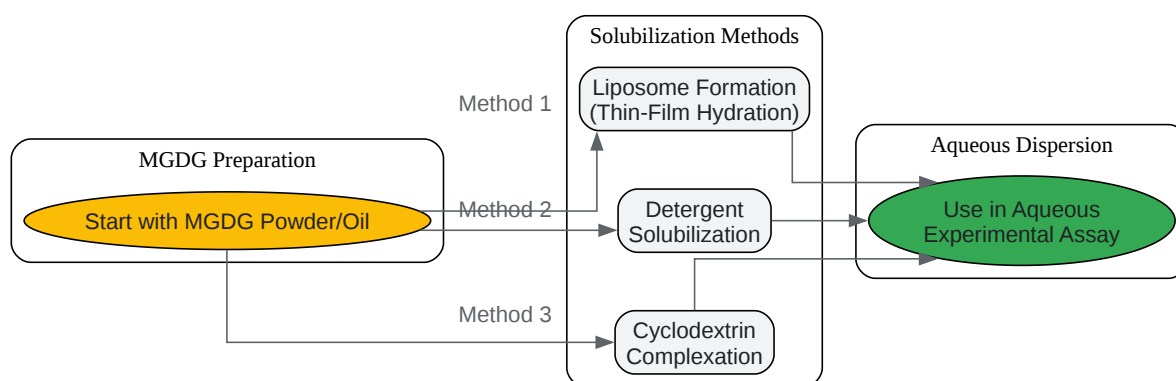 Solubilization Methods
Liposome Formation
(Thin-Film Hydration)
Method 1
MGDG Preparation
Aqueous Dispersion
Start with MGDG Powder/Oil
Method 2
Detergent
Solubilization
Use in Aqueous
Experimental Assay
Method 3
Cyclodextrin
Complexation